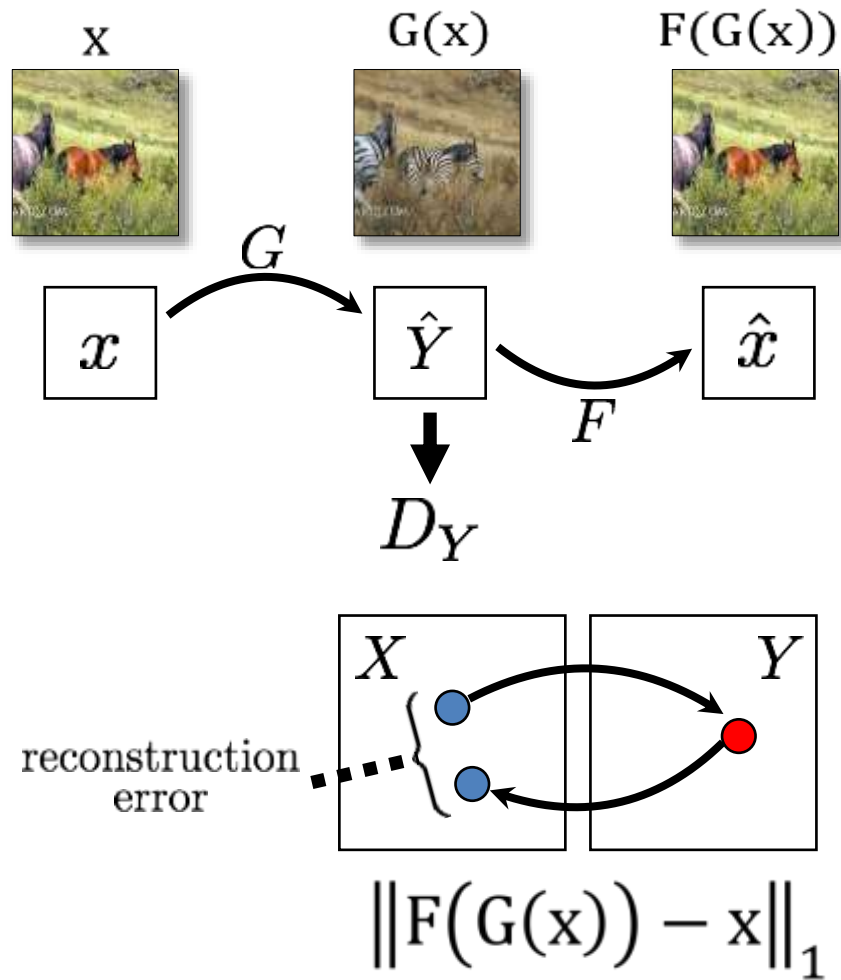 x G(x) F(G(x))
G
x Ŷ x̂
F
D_Y
X Y
reconstruction
error
‖F(G(x)) − x‖₁